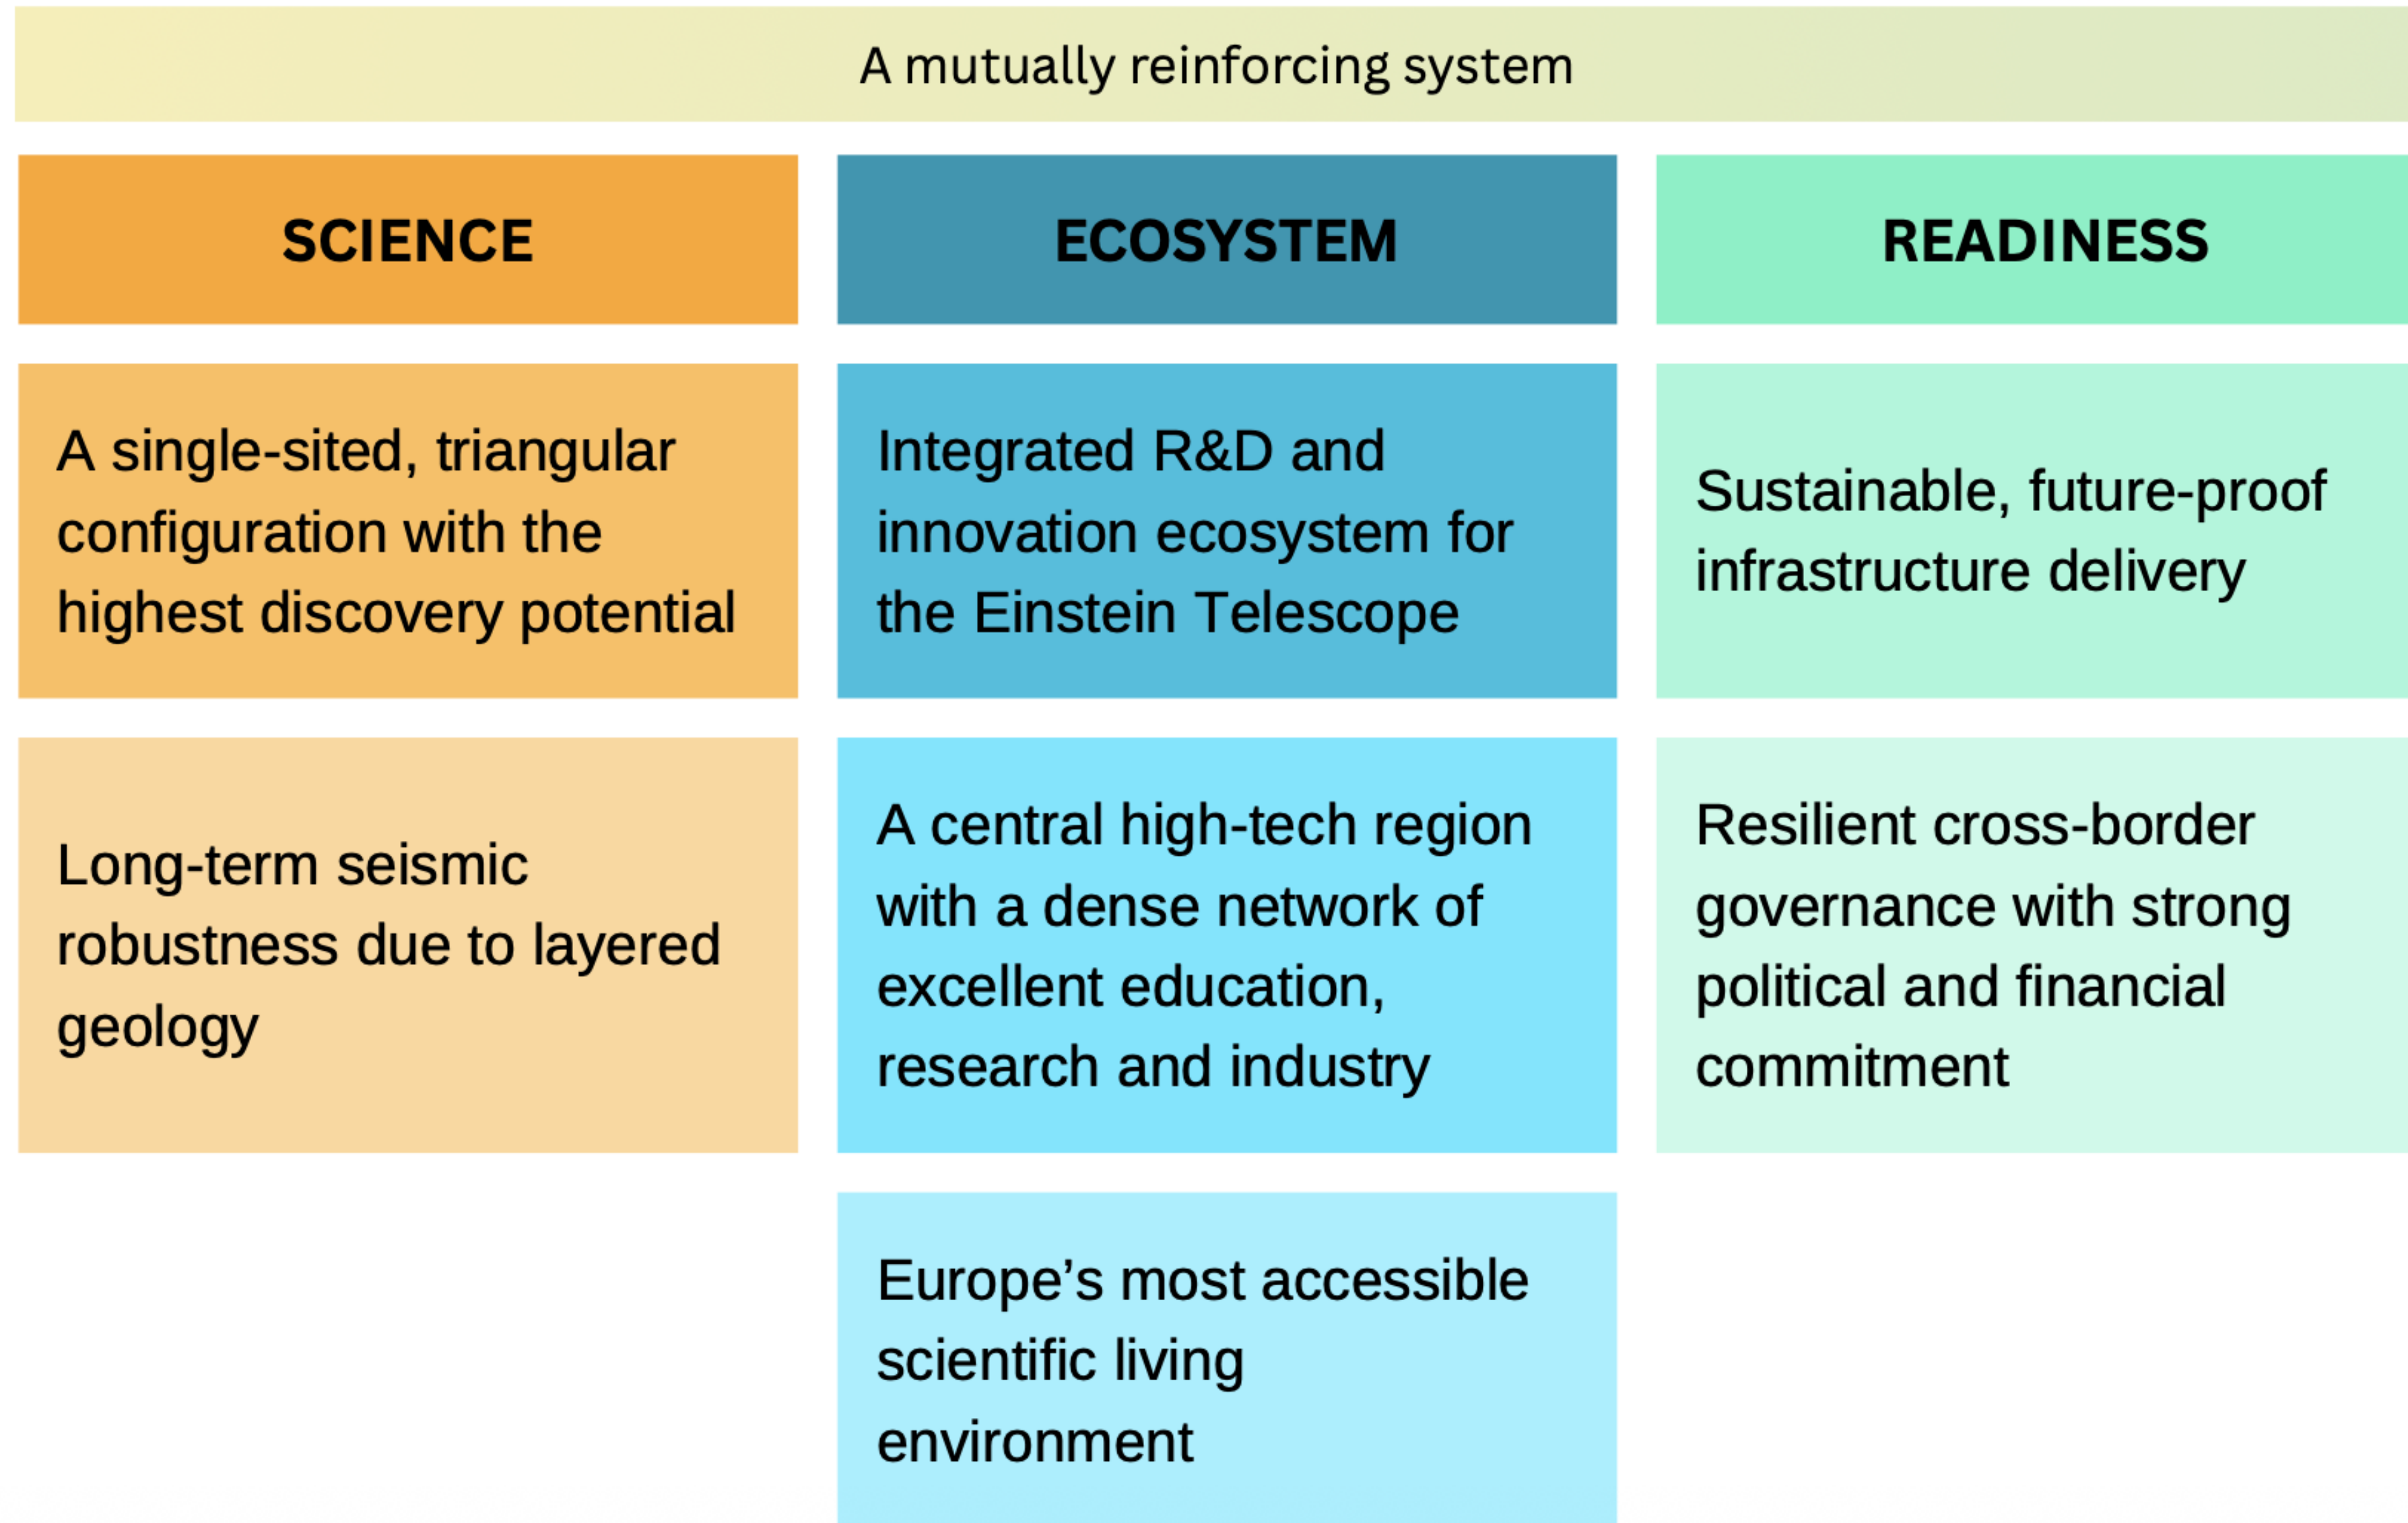 A mutually reinforcing system
SCIENCE
A single-sited, triangular
configuration with the
highest discovery potential
Long-term seismic
robustness due to layered
geology
ECOSYSTEM
Integrated R&D and
innovation ecosystem for
the Einstein Telescope
A central high-tech region
with a dense network of
excellent education,
research and industry
Europe’s most accessible
scientific living
environment
READINESS
Sustainable, future-proof
infrastructure delivery
Resilient cross-border
governance with strong
political and financial
commitment